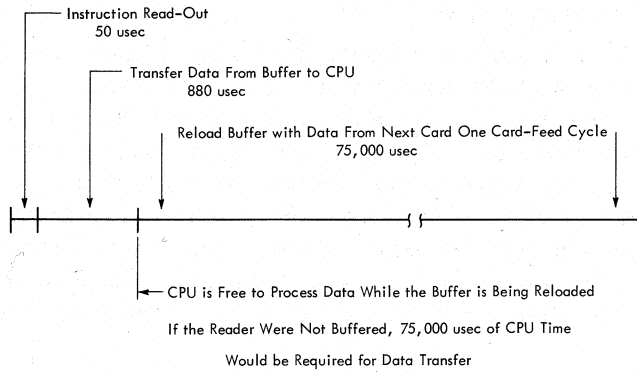 Instruction Read-Out
50 usec
Transfer Data From Buffer to CPU
880 usec
Reload Buffer with Data From Next Card One Card-Feed Cycle
75,000 usec
CPU is Free to Process Data While the Buffer is Being Reloaded
If the Reader Were Not Buffered, 75,000 usec of CPU Time
Would be Required for Data Transfer